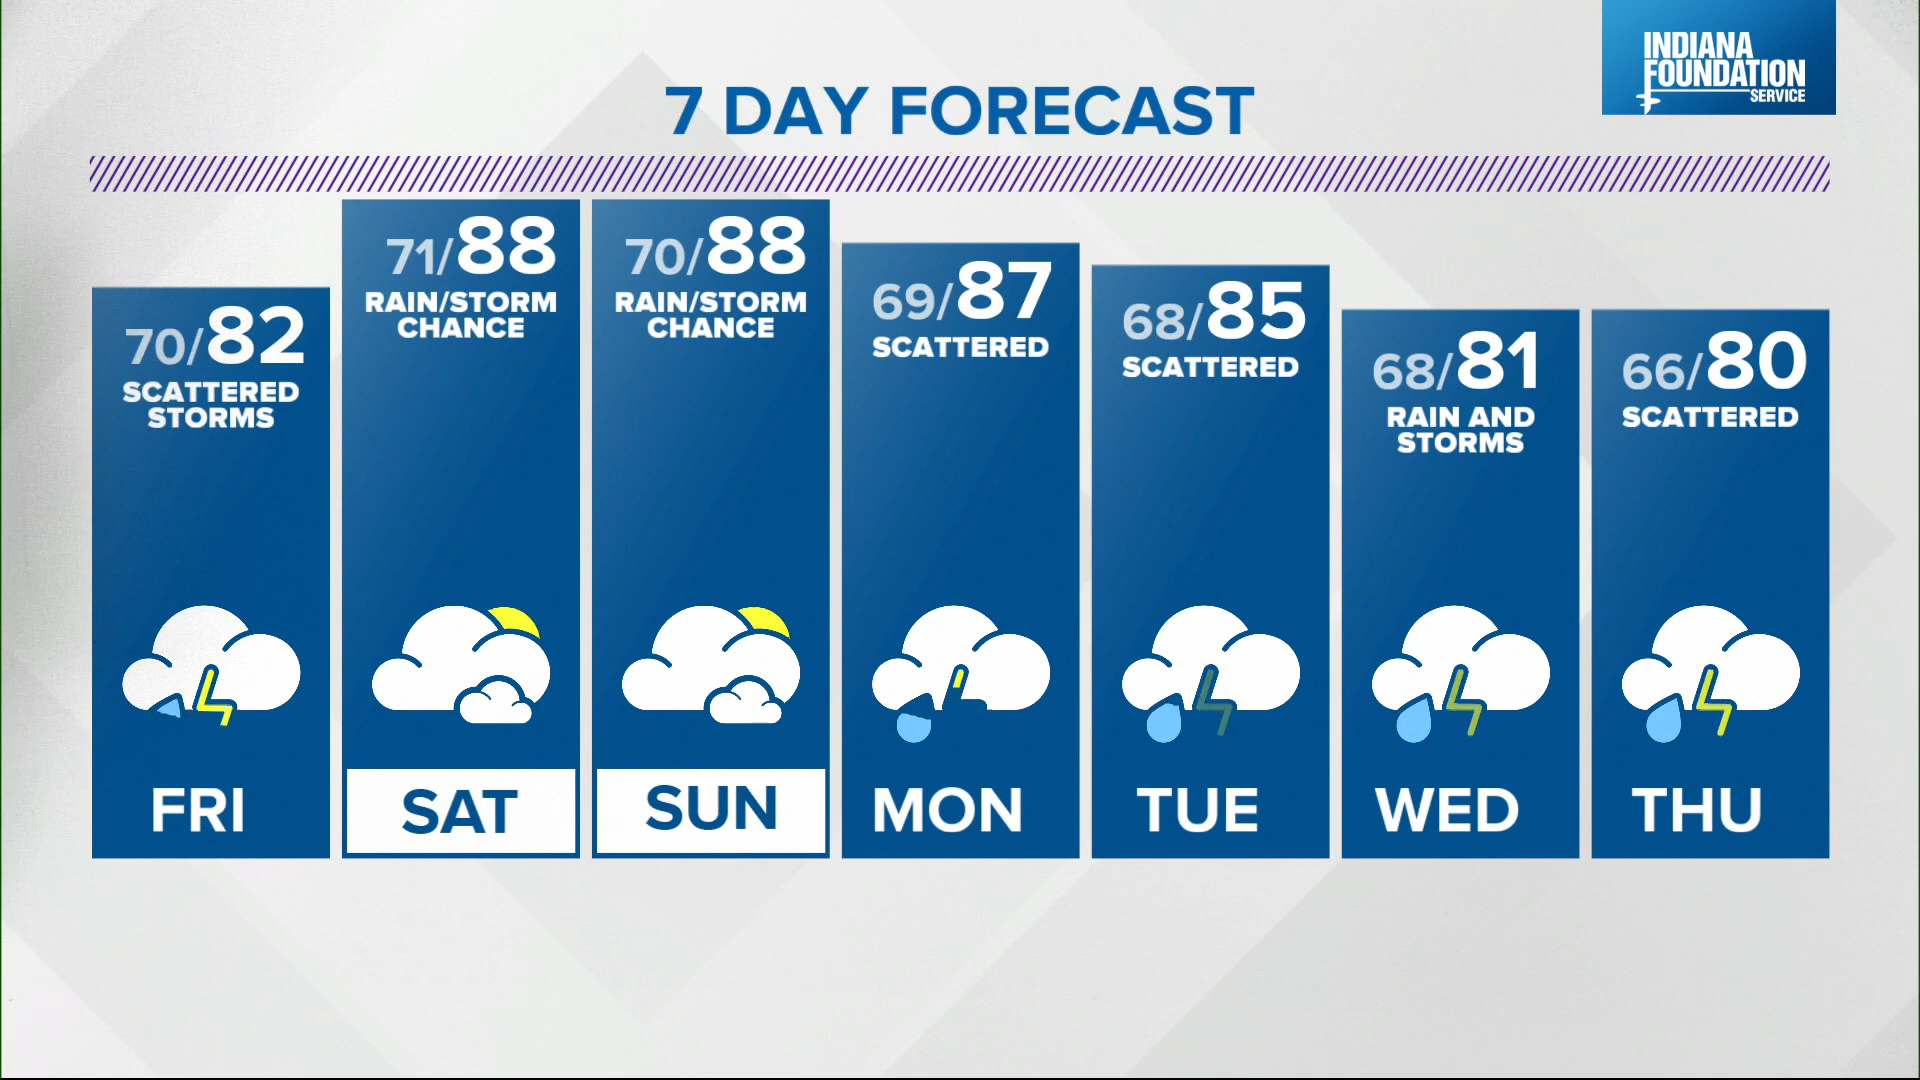 INDIANA
FOUNDATION
SERVICE
7 DAY FORECAST
70/82
SCATTERED
STORMS
FRI
71/88
RAIN/STORM
CHANCE
SAT
70/88
RAIN/STORM
CHANCE
SUN
69/87
SCATTERED
MON
68/85
SCATTERED
TUE
68/81
RAIN AND
STORMS
WED
66/80
SCATTERED
THU